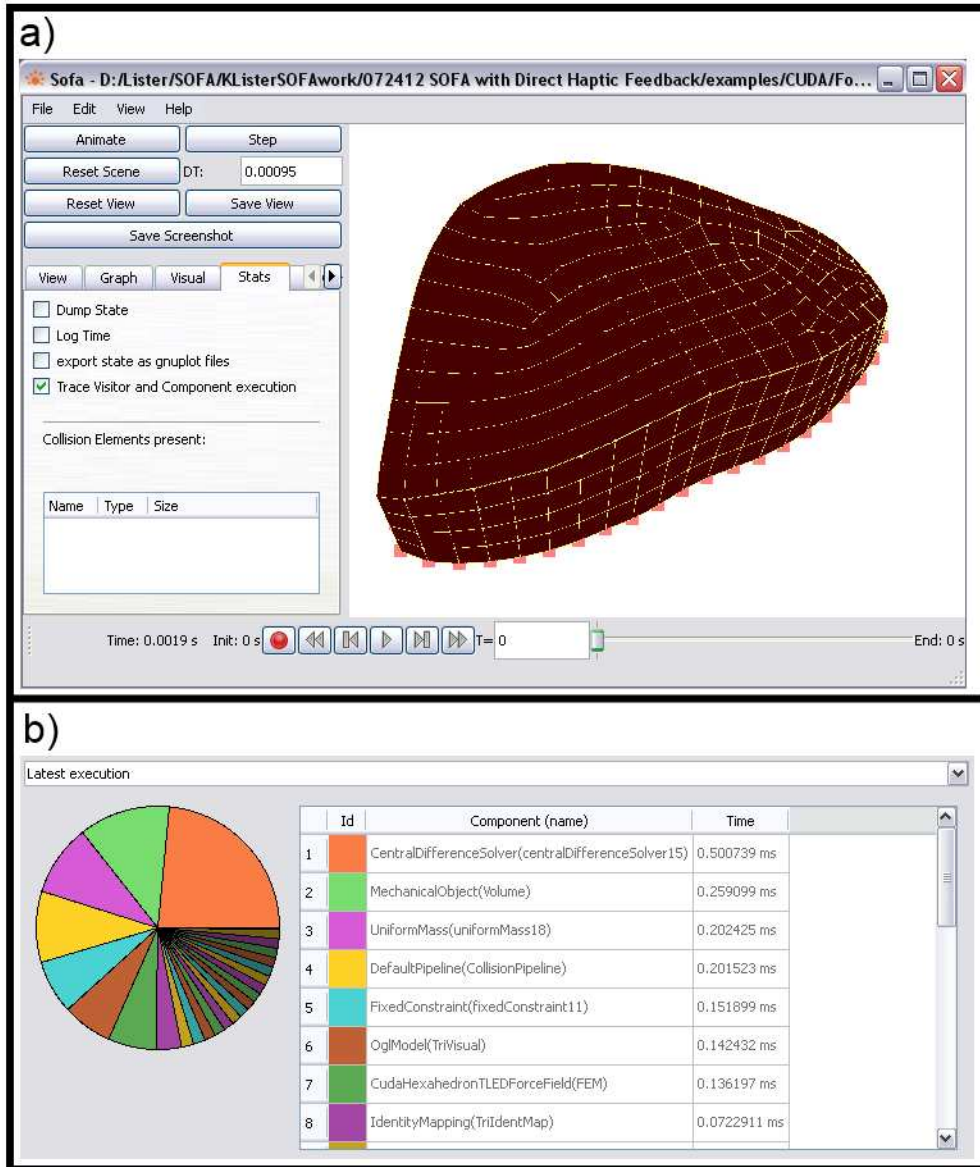 a)
Sofa - D:/Lister/SOFA/KListerSOFAwork/072412 SOFA with Direct Haptic Feedback/examples/CUDA/Fo...
File Edit View Help
Animate Step
Reset Scene DT: 0.00095
Reset View Save View
Save Screenshot
View Graph Visual Stats
Dump State
Log Time
export state as gnuplot files
Trace Visitor and Component execution
Collision Elements present:
Name Type Size
Time: 0.0019 s Init: 0 s T= 0 End: 0 s
b)
Latest execution
Id Component (name) Time
1 CentralDifferenceSolver(centralDifferenceSolver15) 0.500739 ms
2 MechanicalObject(Volume) 0.259099 ms
3 UniformMass(uniformMass18) 0.202425 ms
4 DefaultPipeline(CollisionPipeline) 0.201523 ms
5 FixedConstraint(fixedConstraint11) 0.151899 ms
6 OglModel(TriVisual) 0.142432 ms
7 CudaHexahedronTLEDForceField(FEM) 0.136197 ms
8 IdentityMapping(TriIdentMap) 0.0722911 ms